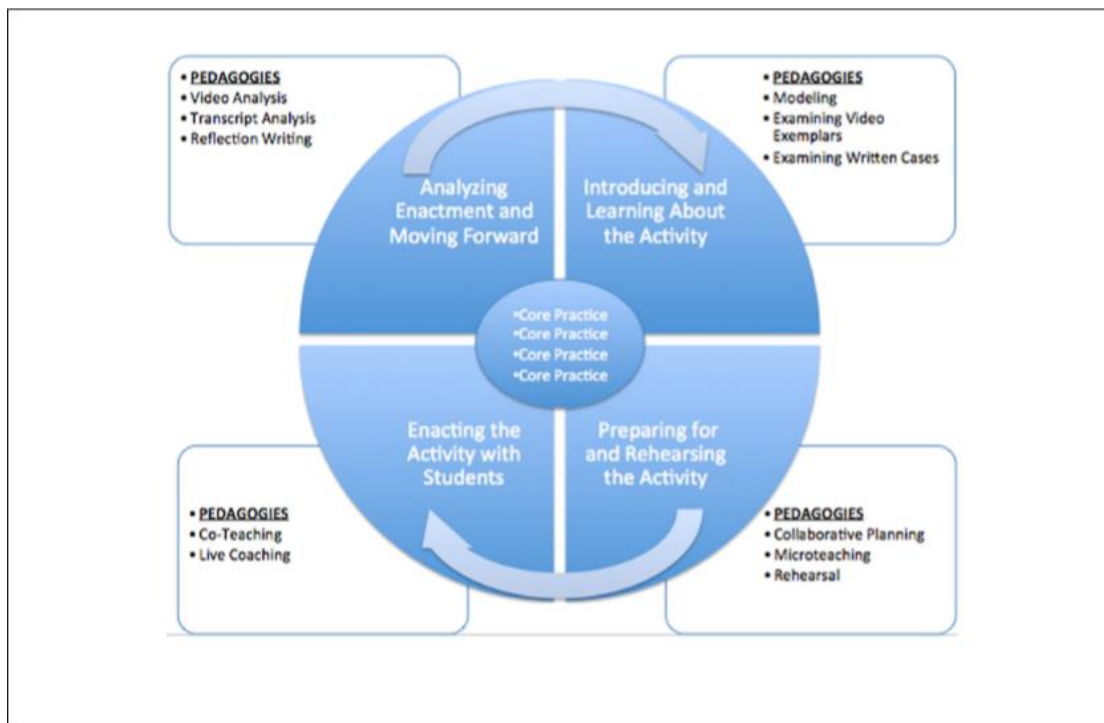 • PEDAGOGIES
• Video Analysis
• Transcript Analysis
• Reflection Writing
• PEDAGOGIES
• Modeling
• Examining Video
Exemplars
• Examining Written Cases
Analyzing
Enactment and
Moving Forward
Introducing and
Learning About
the Activity
•Core Practice
•Core Practice
•Core Practice
•Core Practice
Enacting the
Activity with
Students
Preparing for
and Rehearsing
the Activity
• PEDAGOGIES
• Co-Teaching
• Live Coaching
• PEDAGOGIES
• Collaborative Planning
• Microteaching
• Rehearsal